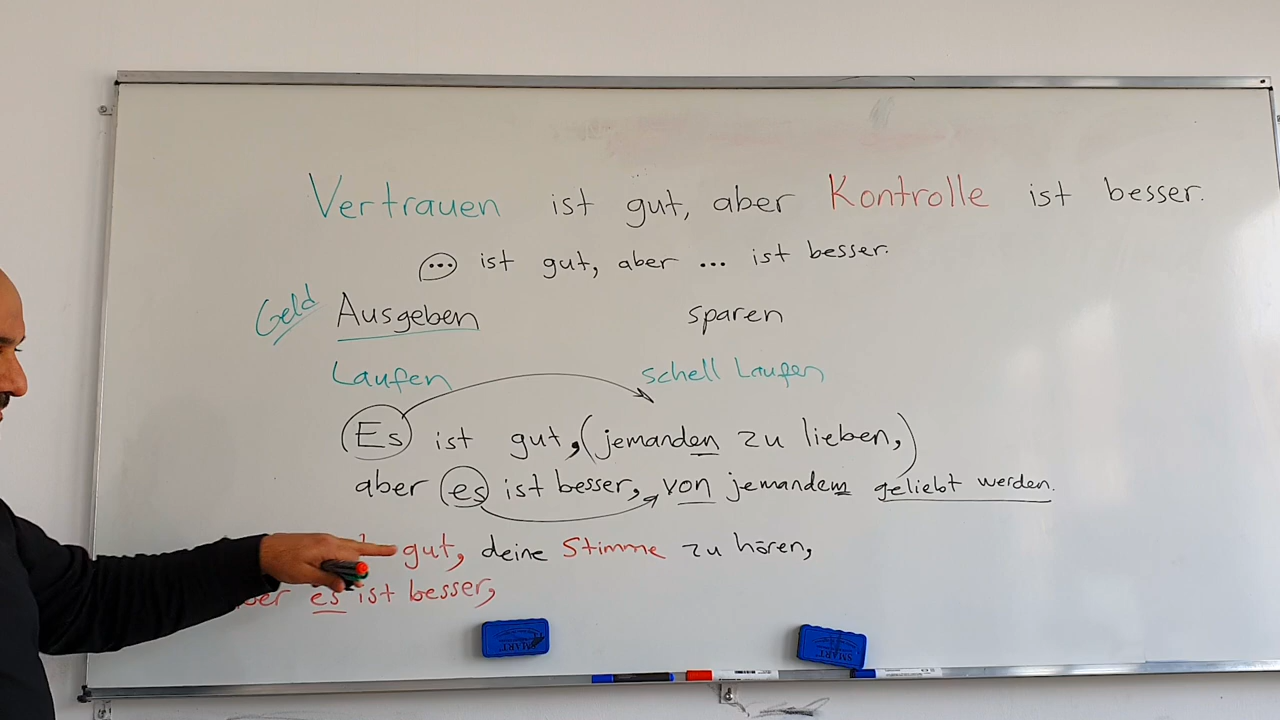 Vertrauen ist gut, aber Kontrolle ist besser.
... ist gut, aber ... ist besser.
Geld Ausgeben sparen
Laufen schell Laufen
Es ist gut, (jemanden zu lieben,)
aber es ist besser, von jemandem geliebt werden.
gut, deine Stimme zu hören,
es ist besser,
SMART
SMART